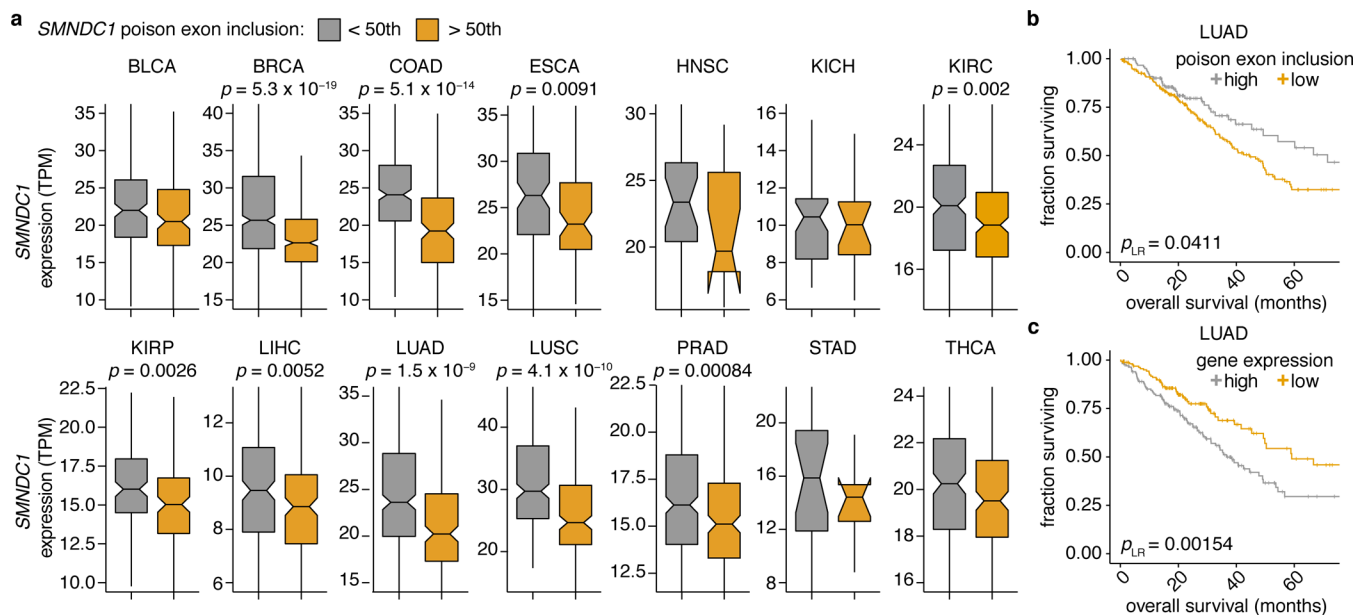 a
SMNDC1 poison exon inclusion: < 50th > 50th
BLCA
BRCA
p = 5.3 x 10⁻¹⁹
COAD
p = 5.1 x 10⁻¹⁴
ESCA
p = 0.0091
HNSC
KICH
KIRC
p = 0.002
SMNDC1
expression (TPM)
35
30
25
20
15
10
40
35
30
25
20
15
35
30
25
20
15
10
35
30
25
20
15
30
25
20
16
14
12
10
8
6
24
20
16
KIRP
p = 0.0026
LIHC
p = 0.0052
LUAD
p = 1.5 x 10⁻⁹
LUSC
p = 4.1 x 10⁻¹⁰
PRAD
p = 0.00084
STAD
THCA
SMNDC1
expression (TPM)
22.5
20.0
17.5
15.0
12.5
10.0
12
10
8
6
35
30
25
20
15
40
30
20
22.5
20.0
17.5
15.0
12.5
20
16
12
8
24
22
20
18
16
b
LUAD
poison exon inclusion
high low
fraction surviving
1.00
0.75
0.50
0.25
0.00
pLR = 0.0411
0
20
40
60
overall survival (months)
c
LUAD
gene expression
high low
fraction surviving
1.00
0.75
0.50
0.25
0.00
pLR = 0.00154
0
20
40
60
overall survival (months)